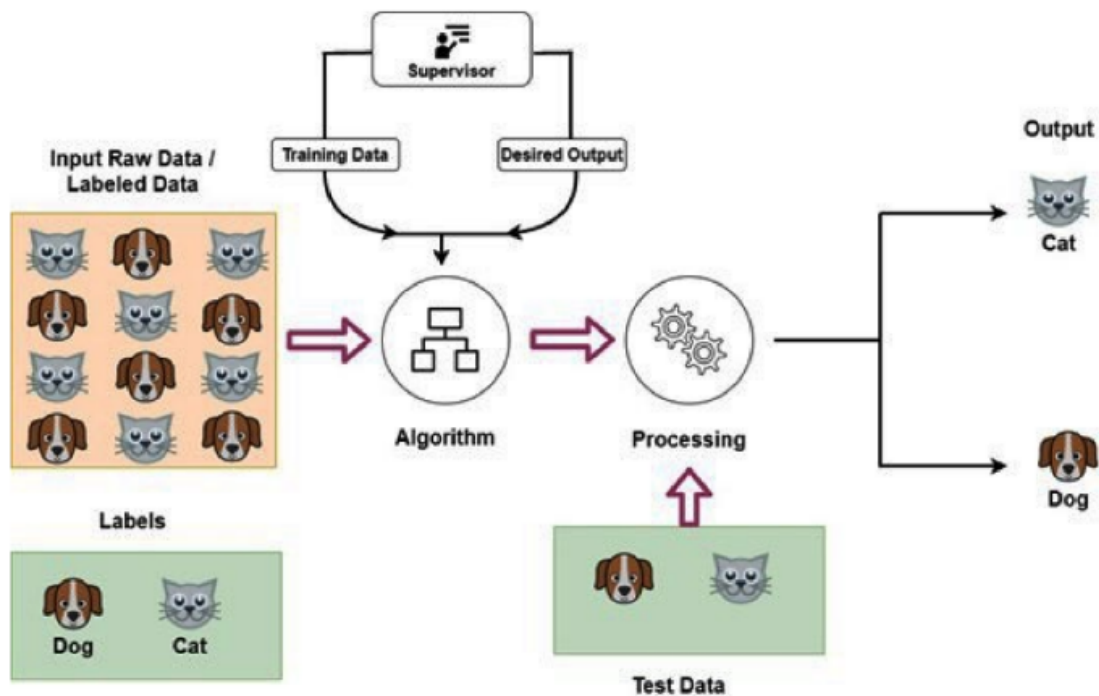 Supervisor
Training Data
Desired Output
Input Raw Data /
Labeled Data
Output
Cat
Algorithm
Processing
Dog
Labels
Dog
Cat
Test Data